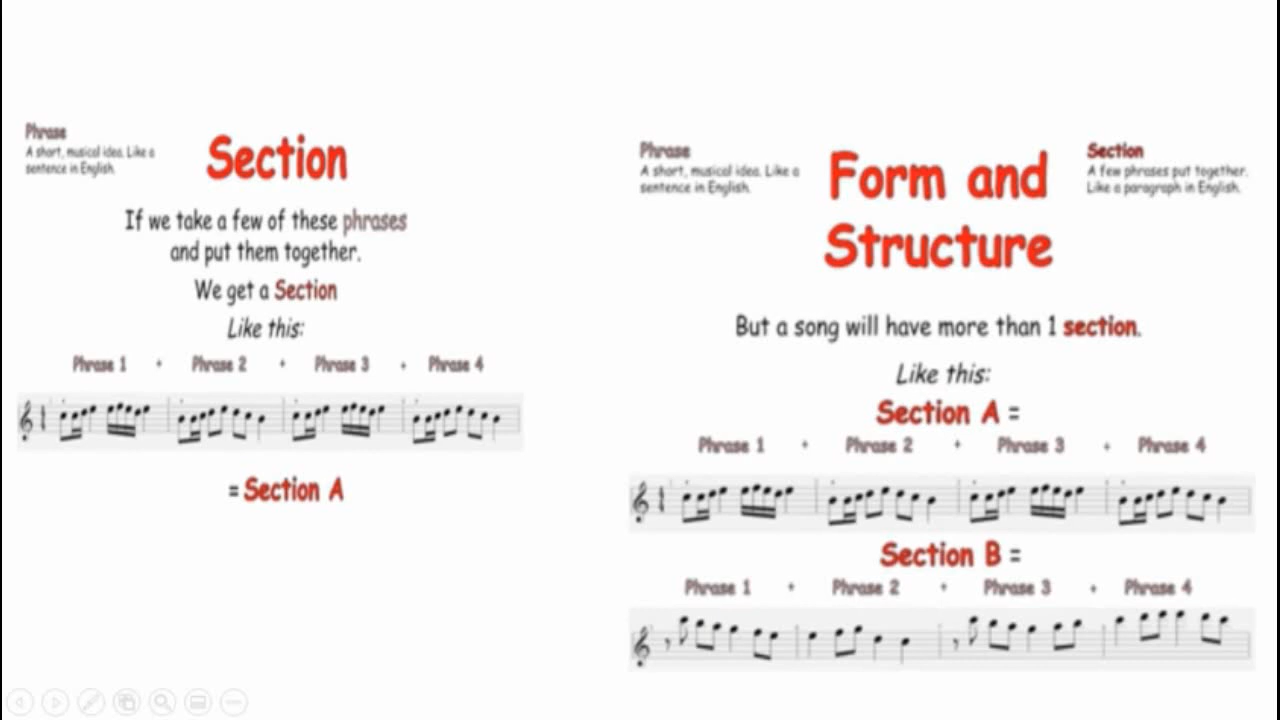 Phrase
A short, musical idea. Like a
sentence in English.
Section
If we take a few of these phrases
and put them together.
We get a Section
Like this:
Phrase 1 + Phrase 2 + Phrase 3 + Phrase 4
= Section A
Phrase
A short, musical idea. Like a
sentence in English.
Form and
Structure
Section
A few phrases put together.
Like a paragraph in English.
But a song will have more than 1 section.
Like this:
Section A =
Phrase 1 + Phrase 2 + Phrase 3 + Phrase 4
Section B =
Phrase 1 + Phrase 2 + Phrase 3 + Phrase 4